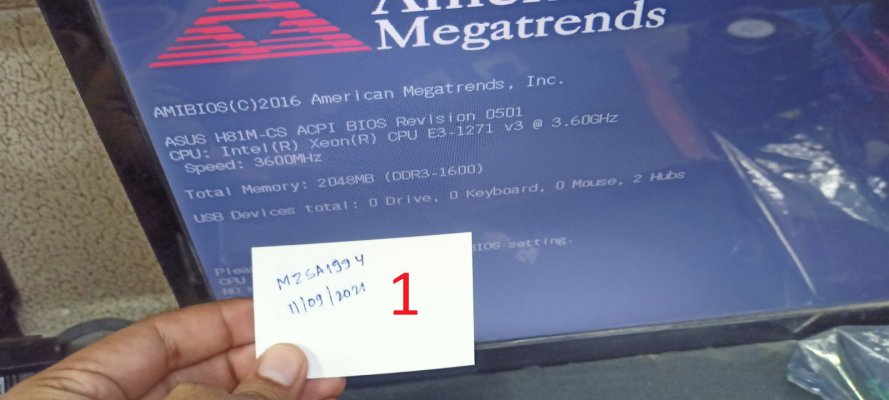 Megatrends
AMIBIOS(C)2016 American Megatrends, Inc.
ASUS H81M-CS ACPI BIOS Revision 0501
CPU: Intel(R) Xeon(R) CPU E3-1271 v3 @ 3.60GHz
Speed: 3600MHz
Total Memory: 2048MB (DDR3-1600)
USB Devices total: 0 Drive, 0 Keyboard, 0 Mouse, 2 Hubs
BIOS setting.
CPU
MZSA1994
11/09/2021
1